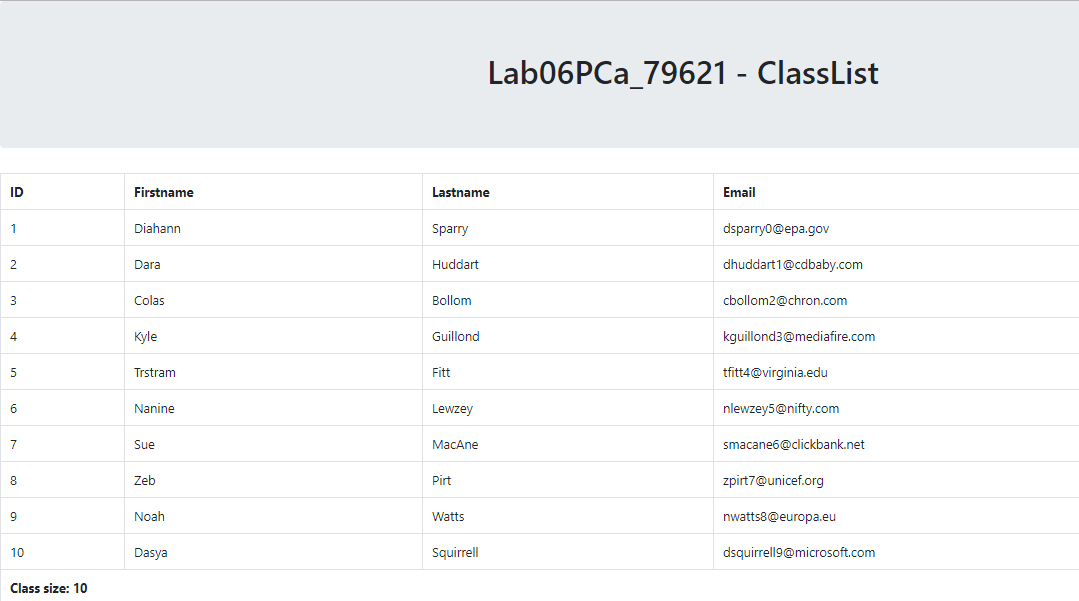 Lab06PCa_79621 - ClassList
ID Firstname Lastname Email
1 Diahann Sparry dsparry0@epa.gov
2 Dara Huddart dhuddart1@cdbaby.com
3 Colas Bollom cbollom2@chron.com
4 Kyle Guillond kguillond3@mediafire.com
5 Trstram Fitt tfitt4@virginia.edu
6 Nanine Lewzey nlewzey5@nifty.com
7 Sue MacAne smacane6@clickbank.net
8 Zeb Pirt zpirt7@unicef.org
9 Noah Watts nwatts8@europa.eu
10 Dasya Squirrell dsquirrell9@microsoft.com
Class size: 10